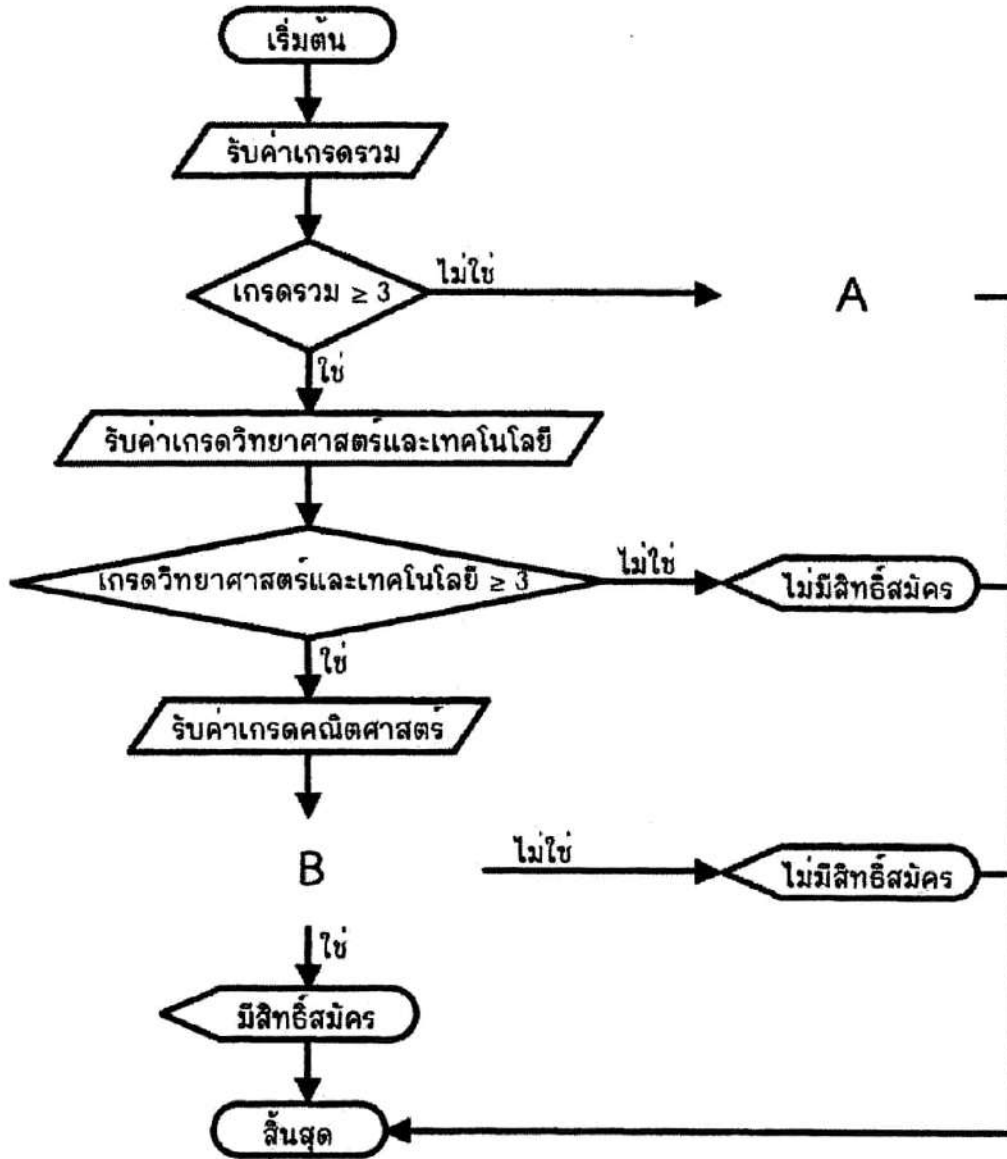 เริ่มต้น
รับค่าเกรดรวม
เกรดรวม ≥ 3
ไม่ใช่
A
ใช่
รับค่าเกรดวิทยาศาสตร์และเทคโนโลยี
เกรดวิทยาศาสตร์และเทคโนโลยี ≥ 3
ไม่ใช่
ไม่มีสิทธิ์สมัคร
ใช่
รับค่าเกรดคณิตศาสตร์
B
ไม่ใช่
ไม่มีสิทธิ์สมัคร
ใช่
มีสิทธิ์สมัคร
สิ้นสุด